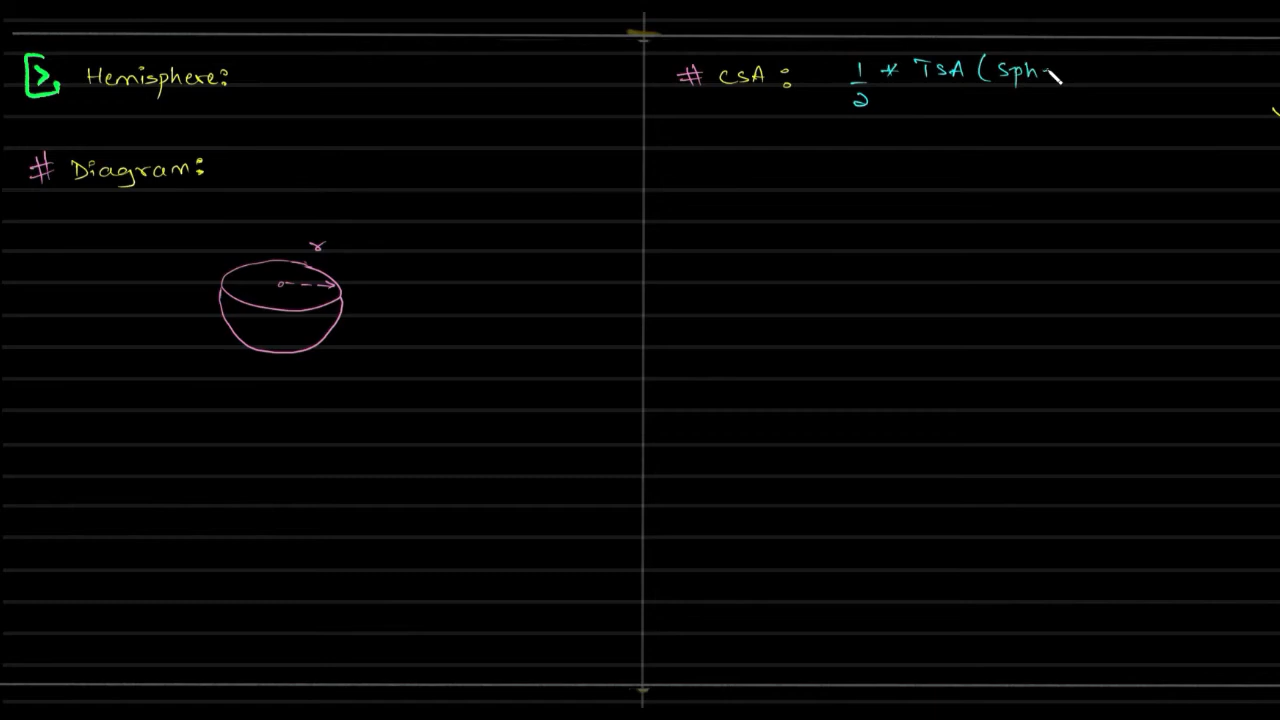 Hemisphere:
# Diagram:
r
# CSA : 1/2 * TSA ( Sph